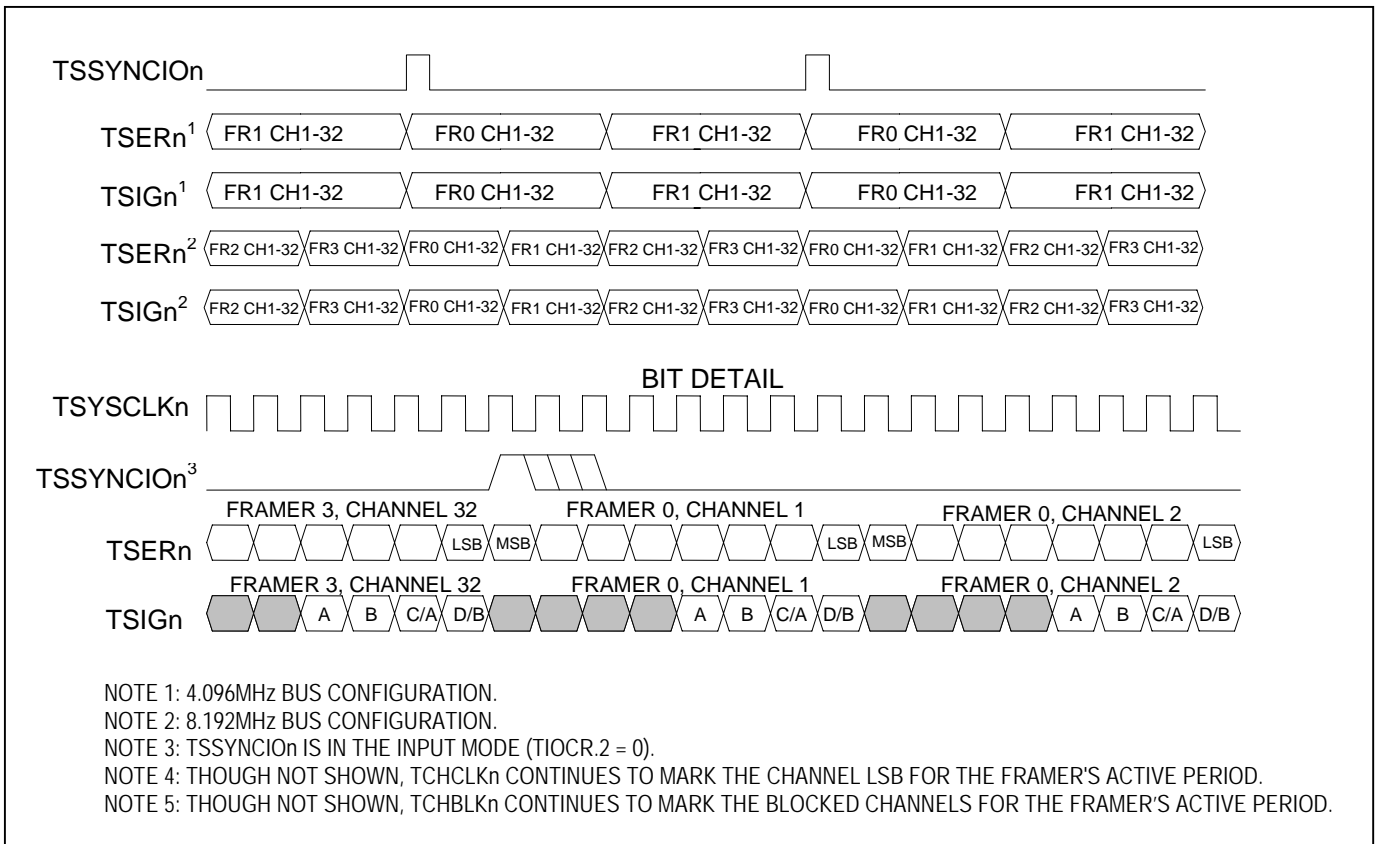 TSSYNCIOn
TSERn¹ FR1 CH1-32 FR0 CH1-32 FR1 CH1-32 FR0 CH1-32 FR1 CH1-32
TSIGn¹ FR1 CH1-32 FR0 CH1-32 FR1 CH1-32 FR0 CH1-32 FR1 CH1-32
TSERn² FR2 CH1-32 FR3 CH1-32 FR0 CH1-32 FR1 CH1-32 FR2 CH1-32 FR3 CH1-32 FR0 CH1-32 FR1 CH1-32 FR2 CH1-32 FR3 CH1-32
TSIGn² FR2 CH1-32 FR3 CH1-32 FR0 CH1-32 FR1 CH1-32 FR2 CH1-32 FR3 CH1-32 FR0 CH1-32 FR1 CH1-32 FR2 CH1-32 FR3 CH1-32
BIT DETAIL
TSYSCLKn
TSSYNCIOn³
FRAMER 3, CHANNEL 32 FRAMER 0, CHANNEL 1 FRAMER 0, CHANNEL 2
TSERn LSB MSB LSB MSB LSB
FRAMER 3, CHANNEL 32 FRAMER 0, CHANNEL 1 FRAMER 0, CHANNEL 2
TSIGn A B C/A D/B A B C/A D/B A B C/A D/B
NOTE 1: 4.096MHz BUS CONFIGURATION.
NOTE 2: 8.192MHz BUS CONFIGURATION.
NOTE 3: TSSYNCIOn IS IN THE INPUT MODE (TIOCR.2 = 0).
NOTE 4: THOUGH NOT SHOWN, TCHCLKn CONTINUES TO MARK THE CHANNEL LSB FOR THE FRAMER'S ACTIVE PERIOD.
NOTE 5: THOUGH NOT SHOWN, TCHBLKn CONTINUES TO MARK THE BLOCKED CHANNELS FOR THE FRAMER’S ACTIVE PERIOD.